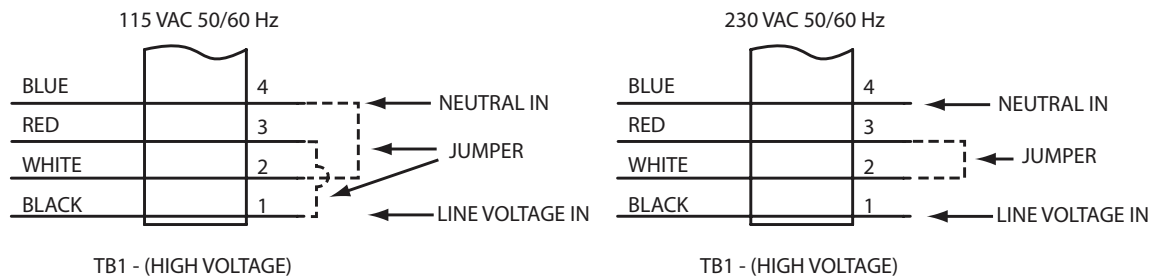 115 VAC 50/60 Hz
BLUE
4
NEUTRAL IN
RED
3
JUMPER
WHITE
2
BLACK
1
LINE VOLTAGE IN
TB1 - (HIGH VOLTAGE)
230 VAC 50/60 Hz
BLUE
4
NEUTRAL IN
RED
3
JUMPER
WHITE
2
BLACK
1
LINE VOLTAGE IN
TB1 - (HIGH VOLTAGE)